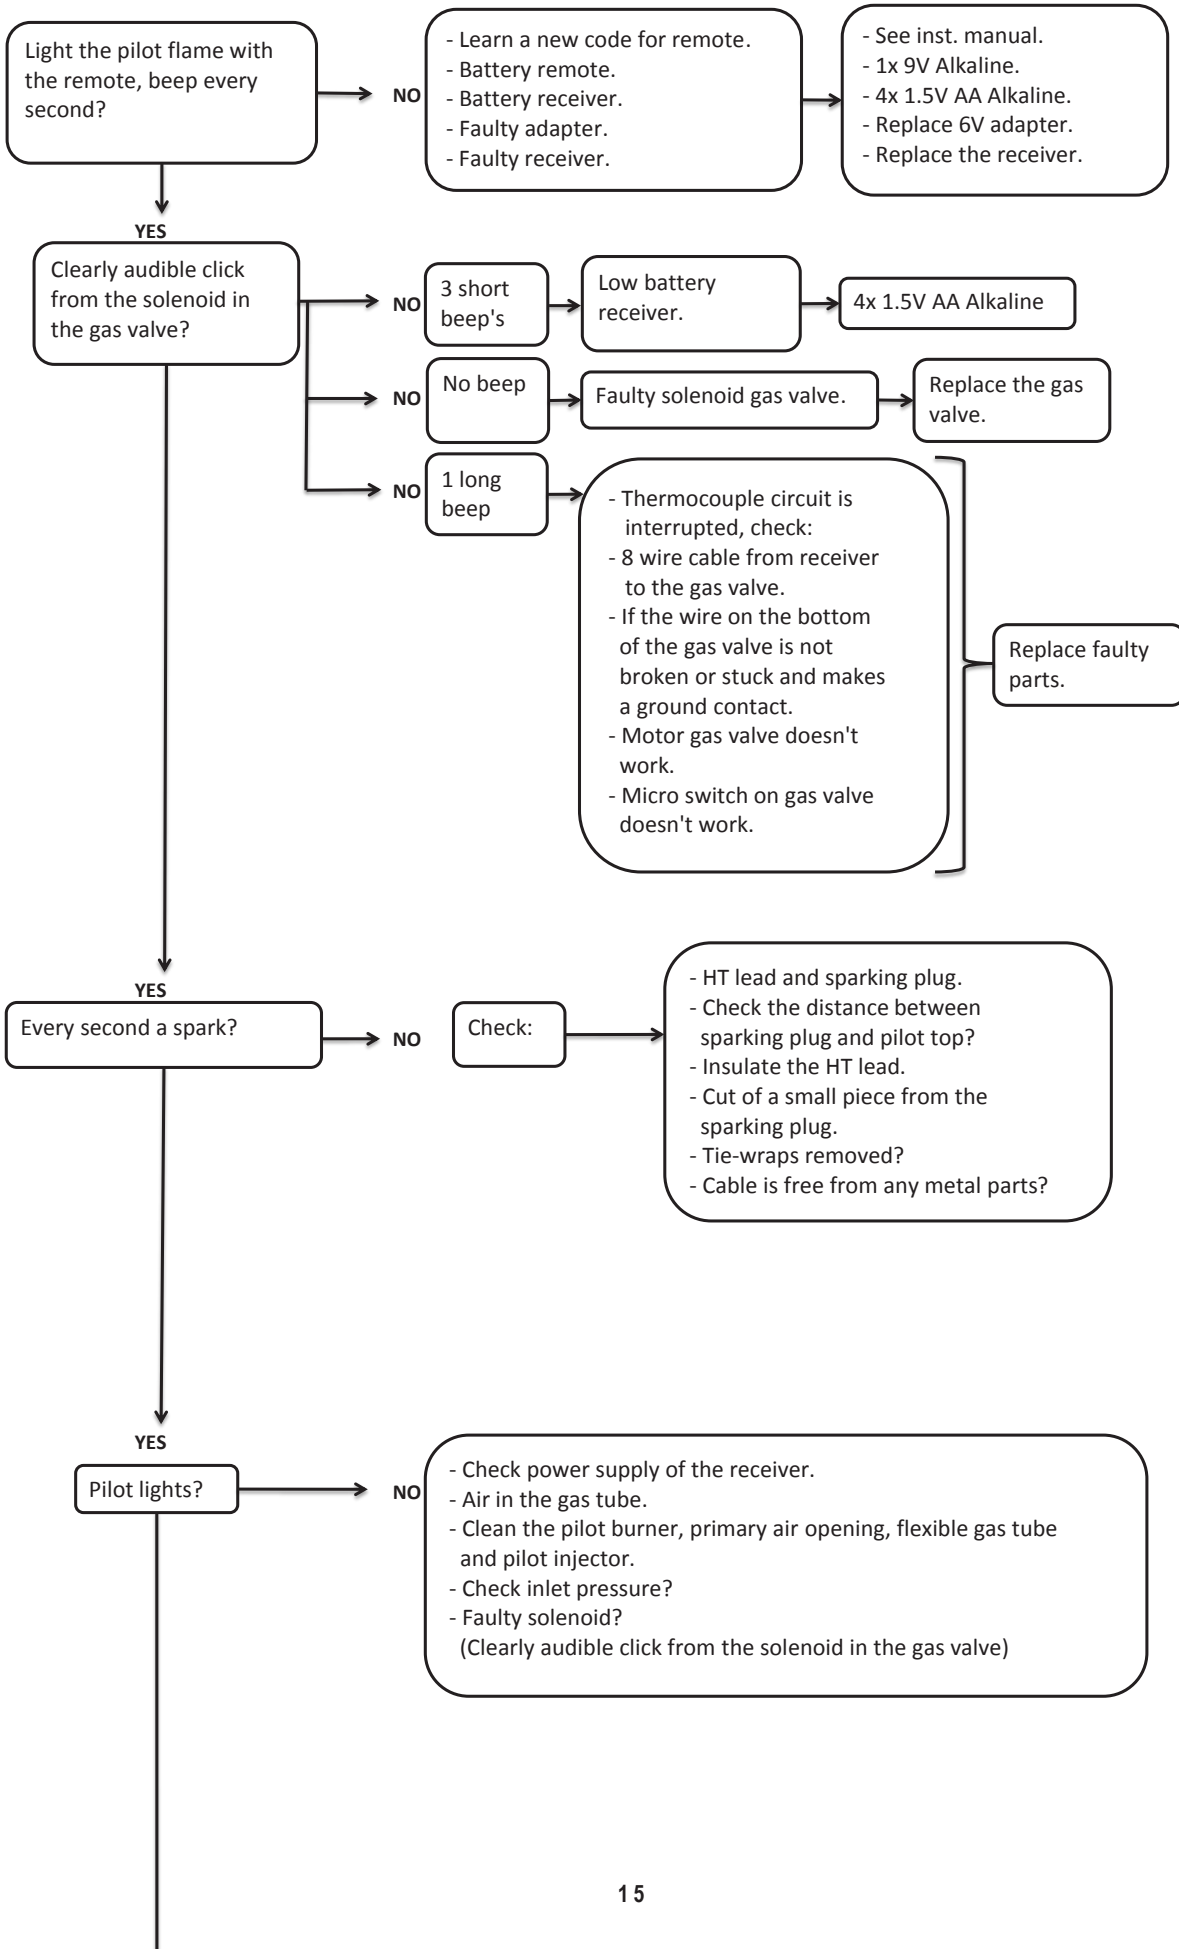 Light the pilot flame with
the remote, beep every
second?
NO
- Learn a new code for remote.
- Battery remote.
- Battery receiver.
- Faulty adapter.
- Faulty receiver.
- See inst. manual.
- 1x 9V Alkaline.
- 4x 1.5V AA Alkaline.
- Replace 6V adapter.
- Replace the receiver.
YES
Clearly audible click
from the solenoid in
the gas valve?
NO
3 short
beep's
Low battery
receiver.
4x 1.5V AA Alkaline
NO
No beep
Faulty solenoid gas valve.
Replace the gas
valve.
NO
1 long
beep
- Thermocouple circuit is
interrupted, check:
- 8 wire cable from receiver
to the gas valve.
- If the wire on the bottom
of the gas valve is not
broken or stuck and makes
a ground contact.
- Motor gas valve doesn't
work.
- Micro switch on gas valve
doesn't work.
Replace faulty
parts.
YES
Every second a spark?
NO
Check:
- HT lead and sparking plug.
- Check the distance between
sparking plug and pilot top?
- Insulate the HT lead.
- Cut of a small piece from the
sparking plug.
- Tie-wraps removed?
- Cable is free from any metal parts?
YES
Pilot lights?
NO
- Check power supply of the receiver.
- Air in the gas tube.
- Clean the pilot burner, primary air opening, flexible gas tube
and pilot injector.
- Check inlet pressure?
- Faulty solenoid?
(Clearly audible click from the solenoid in the gas valve)
15